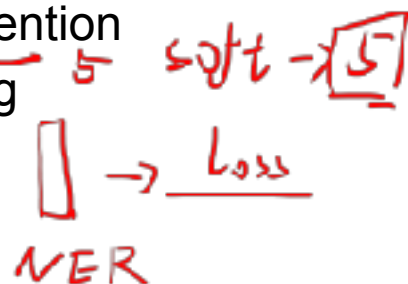 ention
5 soft → 5
g
→ Loss
NER